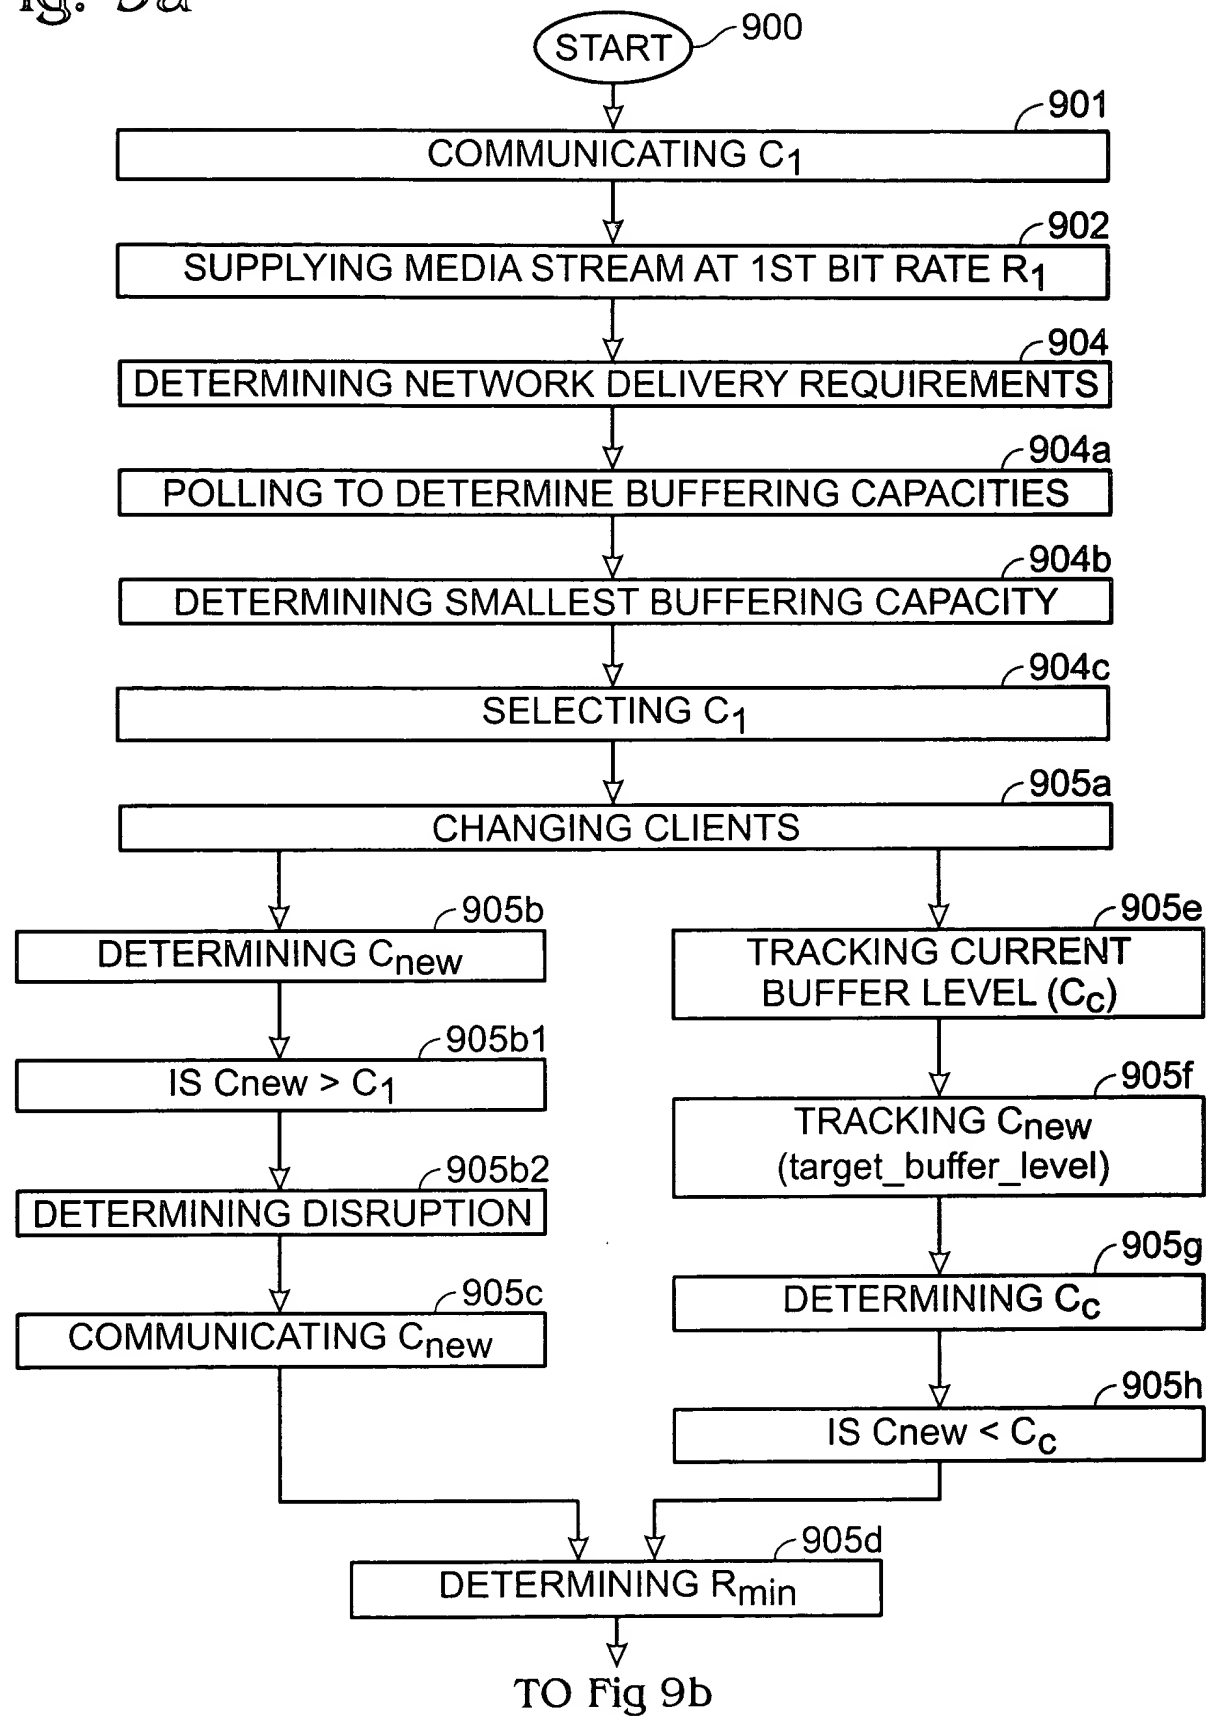 START
900
901
COMMUNICATING C1
902
SUPPLYING MEDIA STREAM AT 1ST BIT RATE R1
904
DETERMINING NETWORK DELIVERY REQUIREMENTS
904a
POLLING TO DETERMINE BUFFERING CAPACITIES
904b
DETERMINING SMALLEST BUFFERING CAPACITY
904c
SELECTING C1
905a
CHANGING CLIENTS
905b
DETERMINING Cnew
905b1
IS Cnew > C1
905b2
DETERMINING DISRUPTION
905c
COMMUNICATING Cnew
905e
TRACKING CURRENT
BUFFER LEVEL (Cc)
905f
TRACKING Cnew
(target_buffer_level)
905g
DETERMINING Cc
905h
IS Cnew < Cc
905d
DETERMINING Rmin
TO Fig 9b